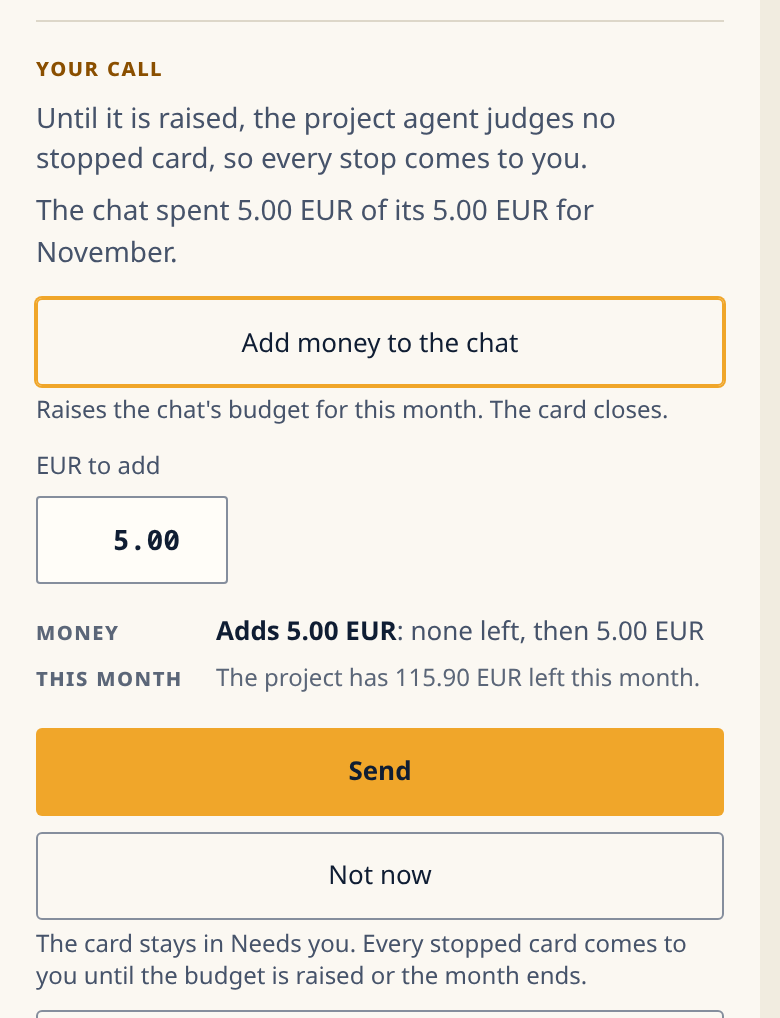 YOUR CALL
Until it is raised, the project agent judges no
stopped card, so every stop comes to you.
The chat spent 5.00 EUR of its 5.00 EUR for
November.
Add money to the chat
Raises the chat's budget for this month. The card closes.
EUR to add
5.00
MONEY Adds 5.00 EUR: none left, then 5.00 EUR
THIS MONTH The project has 115.90 EUR left this month.
Send
Not now
The card stays in Needs you. Every stopped card comes to
you until the budget is raised or the month ends.